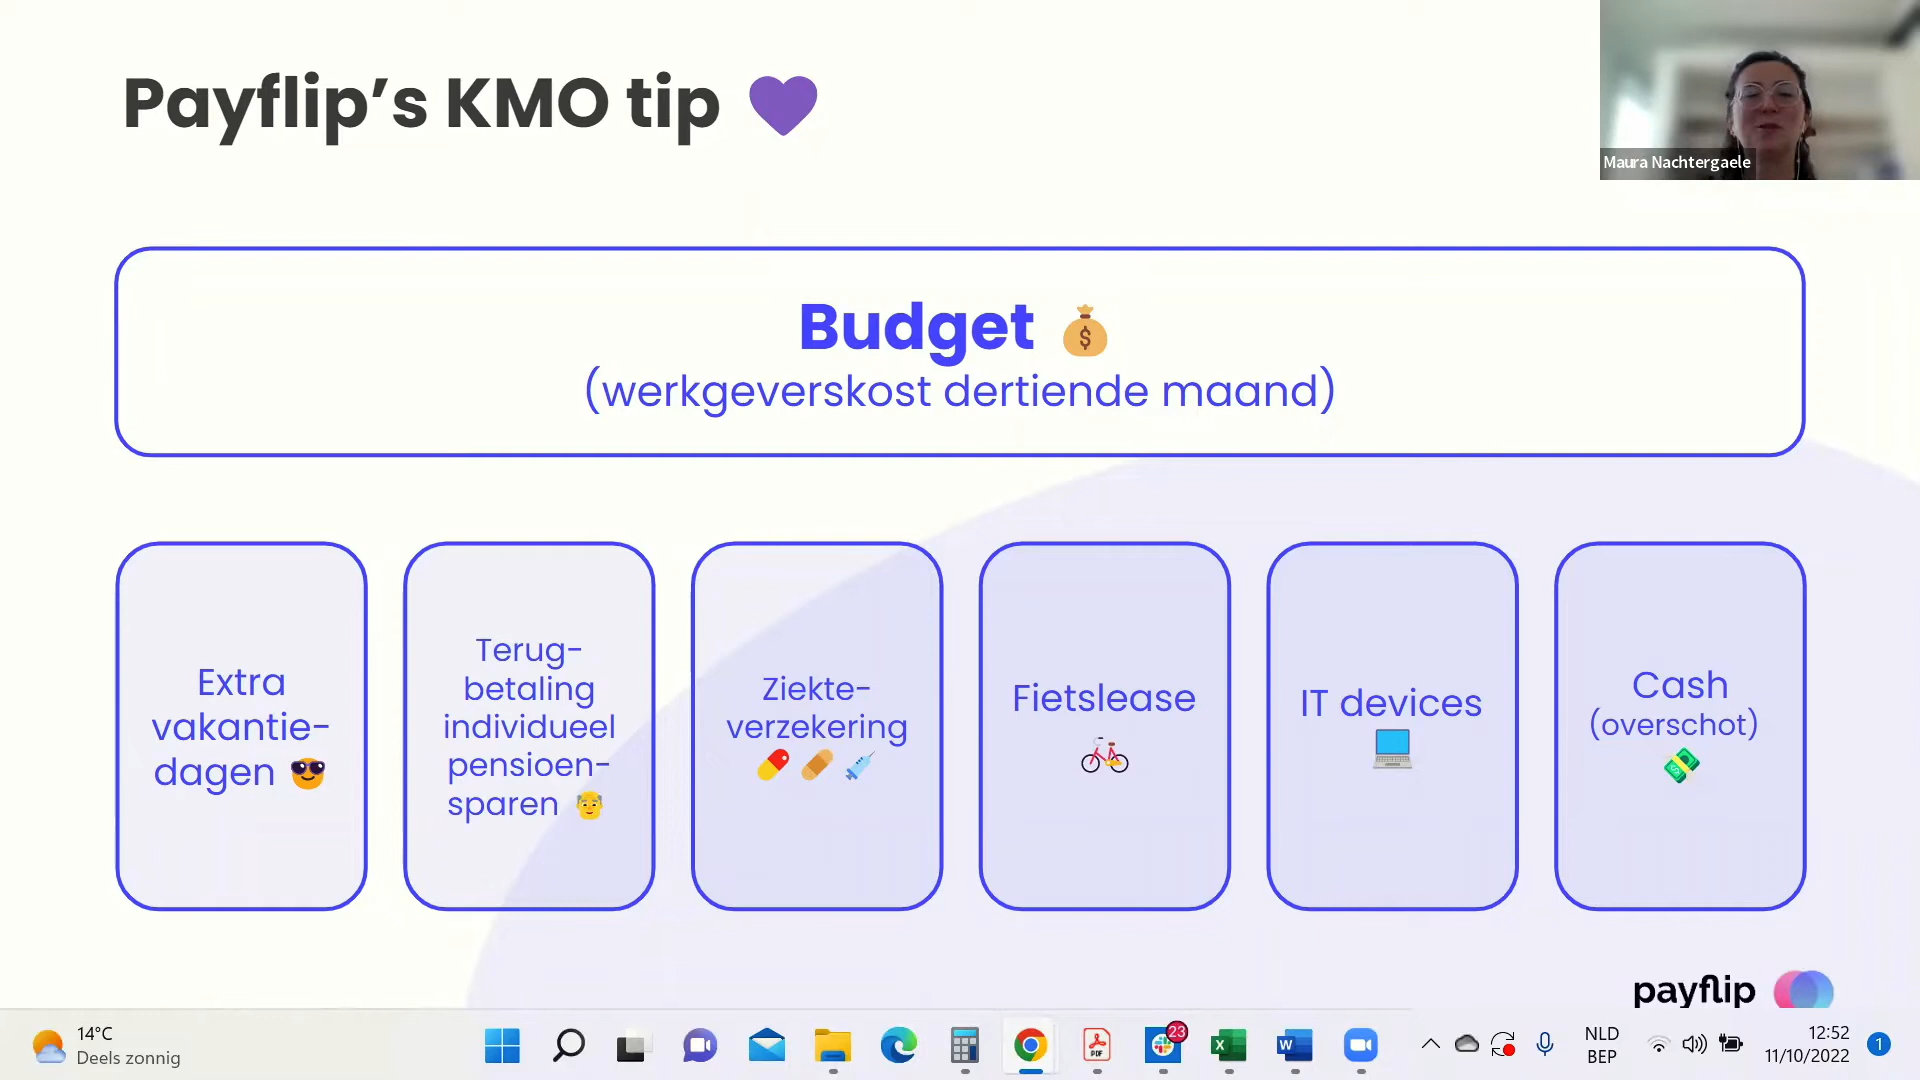 Payflip's KMO tip
Maura Nachtergaele
Budget
(werkgeverskost dertiende maand)
Extra
vakantie-
dagen
Terug-
betaling
individueel
pensioen-
sparen
Ziekte-
verzekering
Fietslease
IT devices
Cash
(overschot)
payflip
14°C
Deels zonnig
PDF
23
X
W
NLD
BEP
12:52
11/10/2022
1